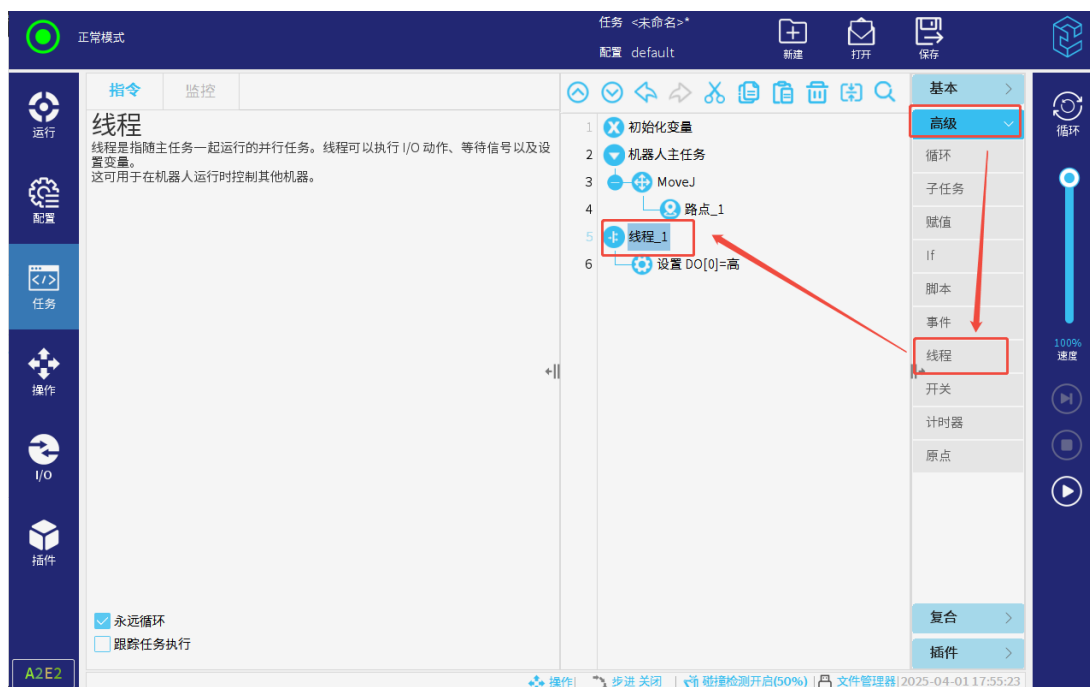 正常模式
任务 <未命名>*
配置 default
新建
打开
保存
运行
配置
任务
操作
I/O
插件
A2E2
指令
监控
线程
线程是指随主任务一起运行的并行任务。线程可以执行 I/O 动作、等待信号以及设
置变量。
这可用于在机器人运行时控制其他机器。
永远循环
跟踪任务执行
1 初始化变量
2 机器人主任务
3 MoveJ
4 路点_1
5 线程_1
6 设置 DO[0]=高
基本
高级
循环
子任务
赋值
If
脚本
事件
线程
开关
计时器
原点
复合
插件
循环
100%
速度
操作| 步进 关闭 | 碰撞检测开启(50%) | 文件管理器|2025-04-01 17:55:23